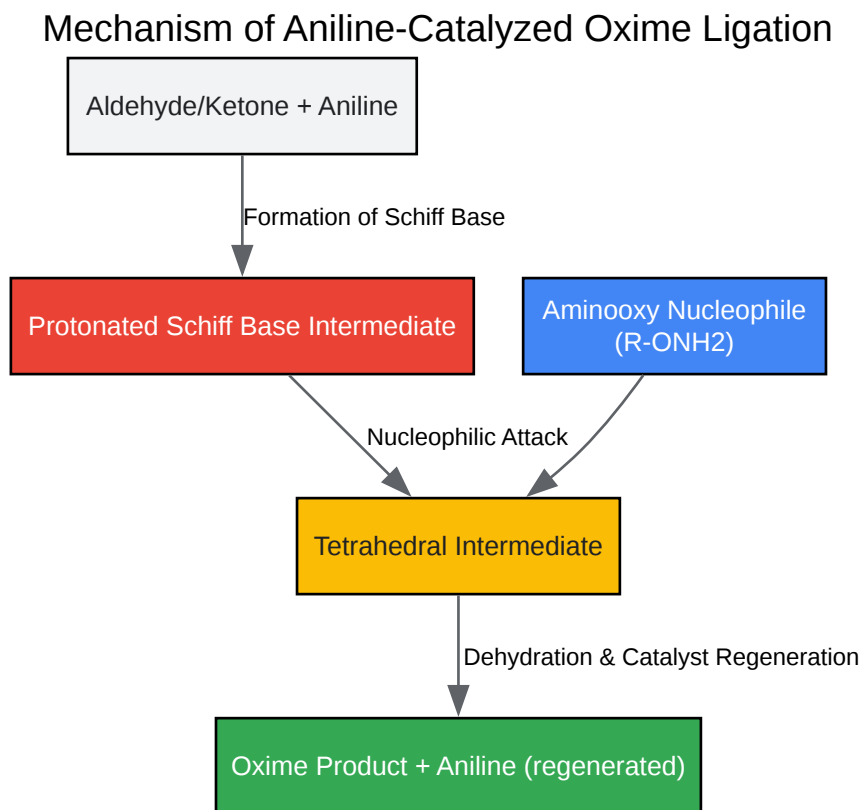 Mechanism of Aniline-Catalyzed Oxime Ligation
Aldehyde/Ketone + Aniline
Formation of Schiff Base
Protonated Schiff Base Intermediate
Aminooxy Nucleophile
(R-ONH2)
Nucleophilic Attack
Tetrahedral Intermediate
Dehydration & Catalyst Regeneration
Oxime Product + Aniline (regenerated)